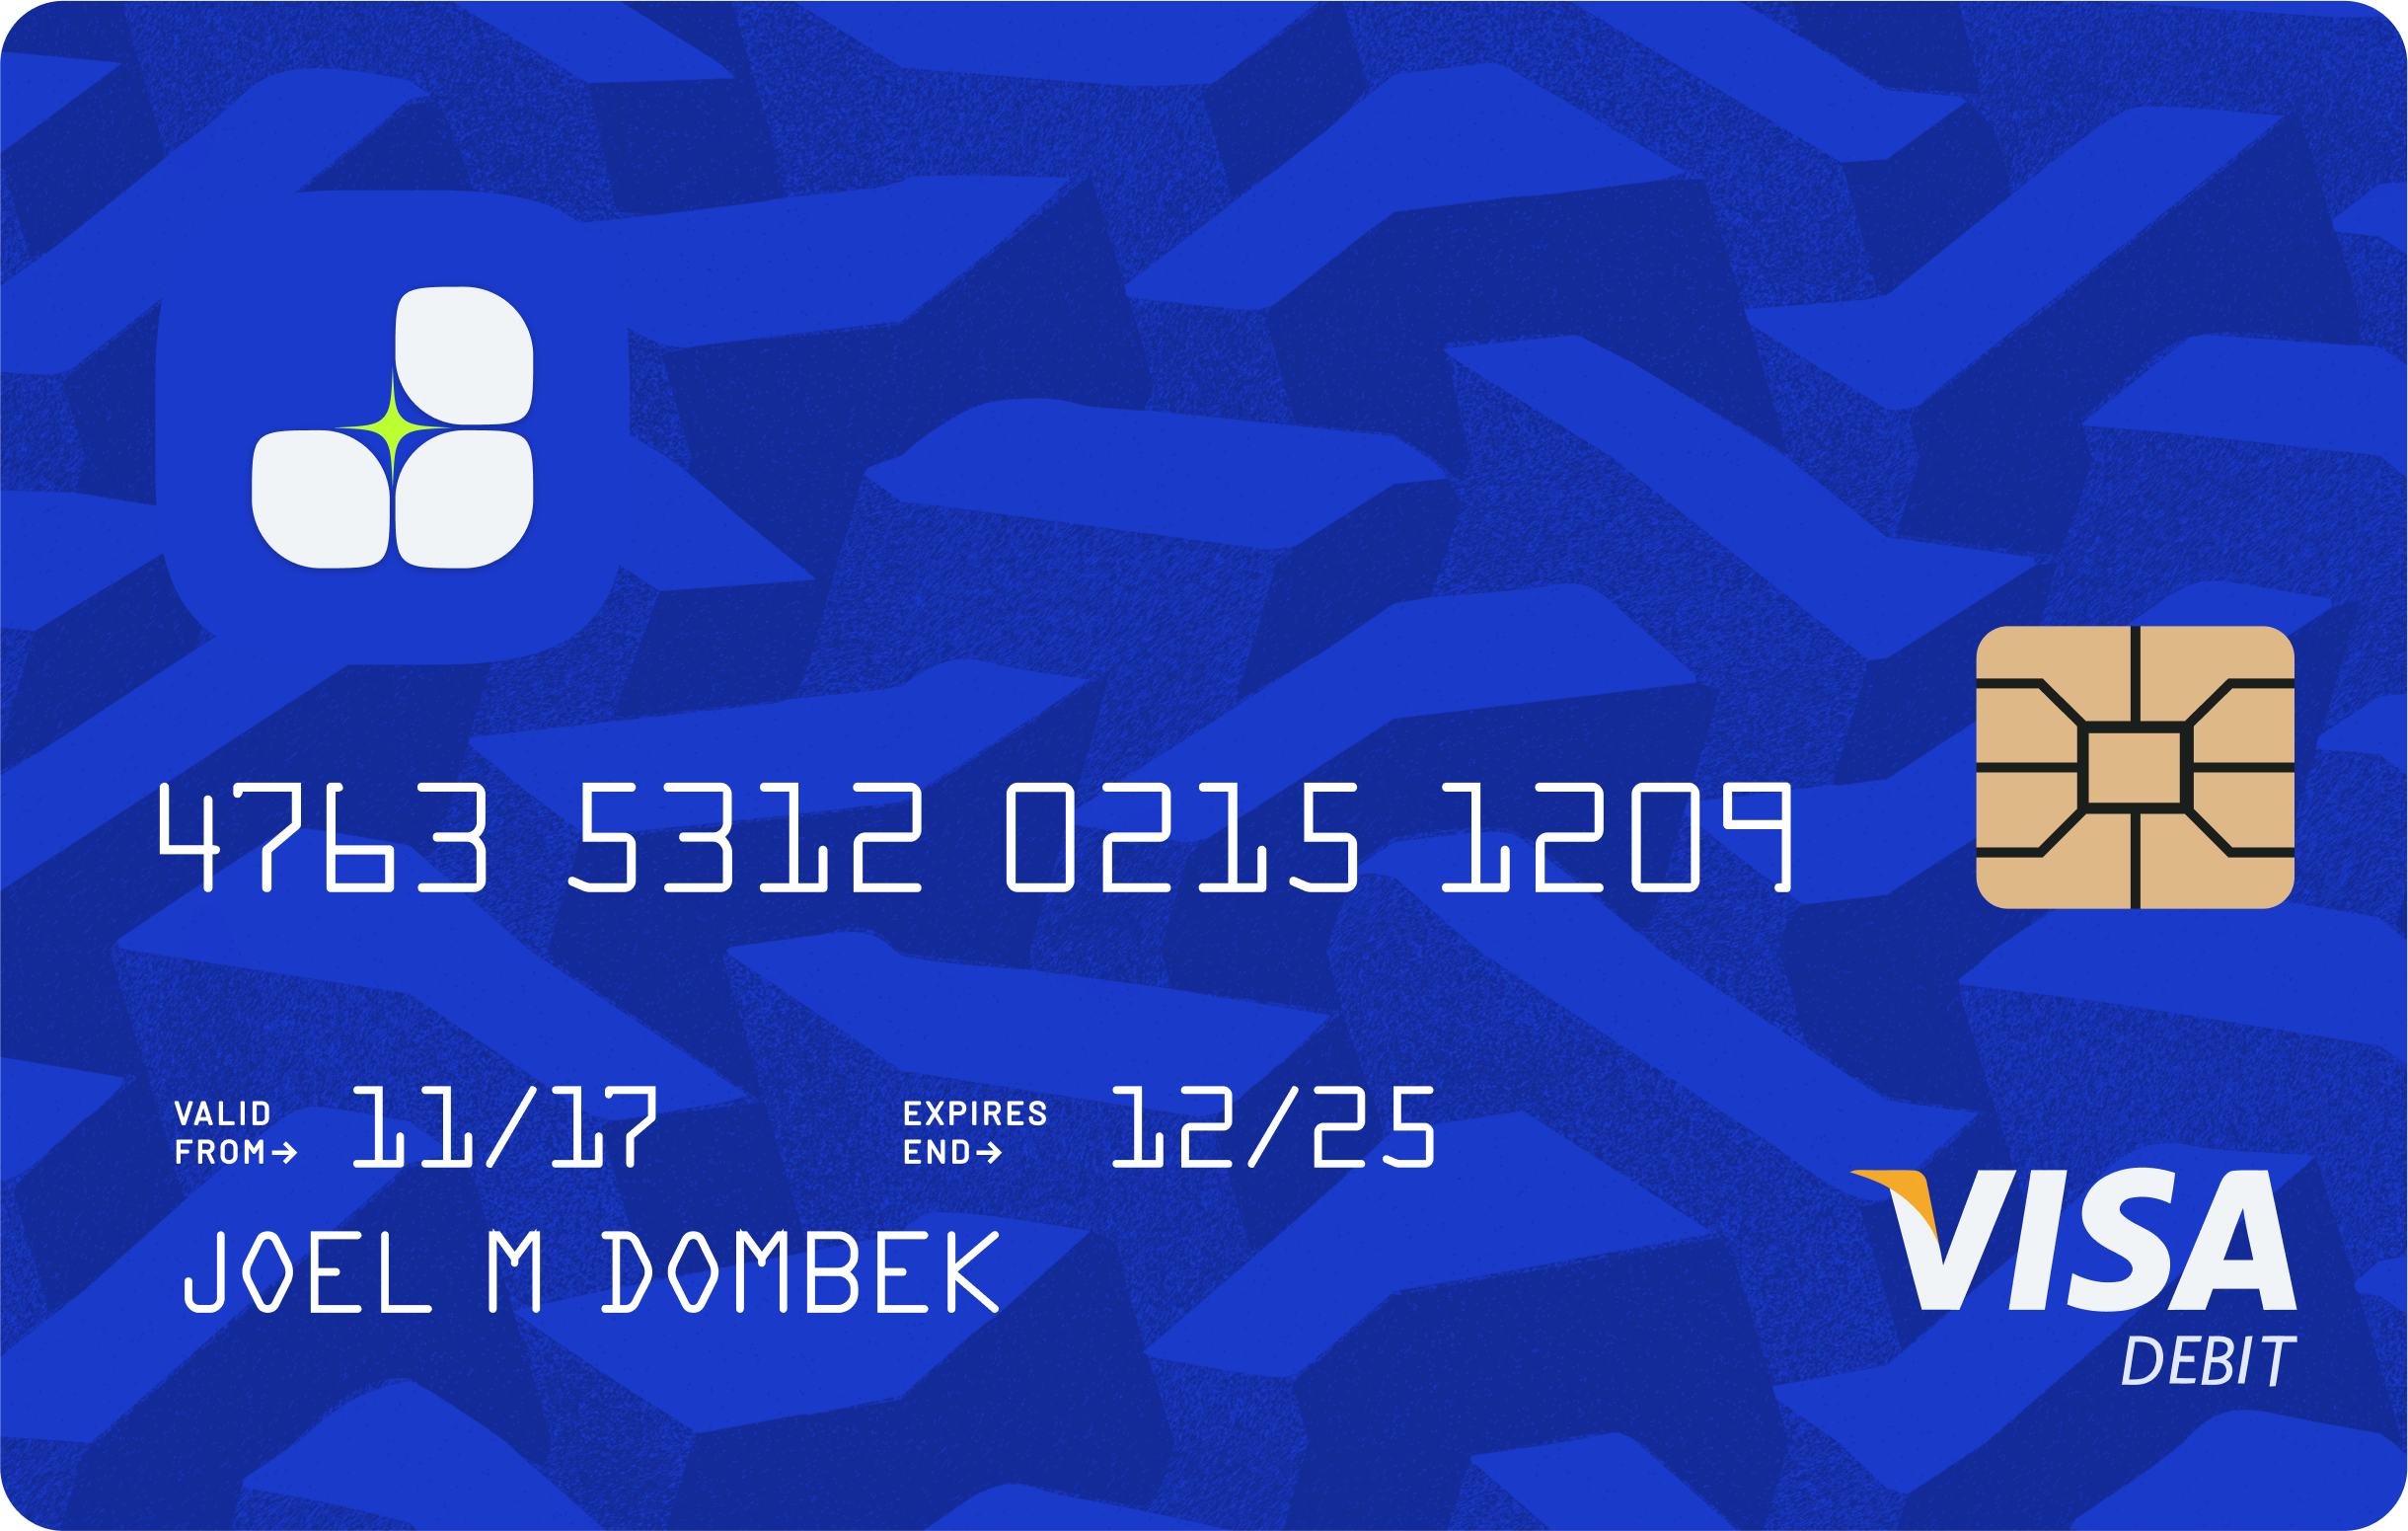 4763 5312 0215 1209
VALID FROM→ 11/17 EXPIRES END→ 12/25
JOEL M DOMBEK
VISA
DEBIT